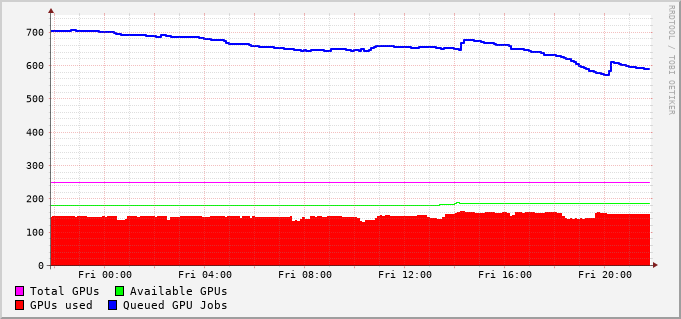 700
600
500
400
300
200
100
0
Fri 00:00 Fri 04:00 Fri 08:00 Fri 12:00 Fri 16:00 Fri 20:00
Total GPUs Available GPUs
GPUs used Queued GPU Jobs
RRDTOOL / TOBI OETIKER